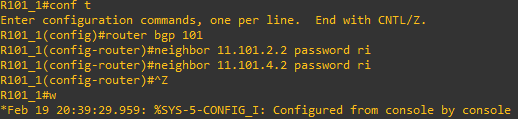 R101_1#conf t
Enter configuration commands, one per line.  End with CNTL/Z.
R101_1(config)#router bgp 101
R101_1(config-router)#neighbor 11.101.2.2 password ri
R101_1(config-router)#neighbor 11.101.4.2 password ri
R101_1(config-router)#^Z
R101_1#w
*Feb 19 20:39:29.959: %SYS-5-CONFIG_I: Configured from console by console